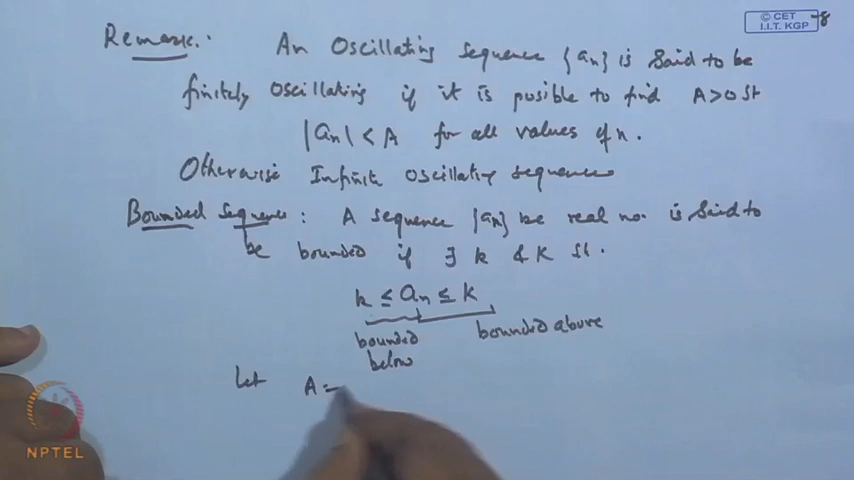 © CET
I.I.T. KGP
Remark: An Oscillating sequence {an} is said to be
finitely oscillating if it is posible to find A>0 st
|an| < A for all values of n.
Otherwise Infinite oscillating sequence
Bounded Sequence : A sequence {an} be real no. is said to
be bounded if ∃ k & K st.
k ≤ an ≤ K
bounded below
bounded above
Let A =
NPTEL